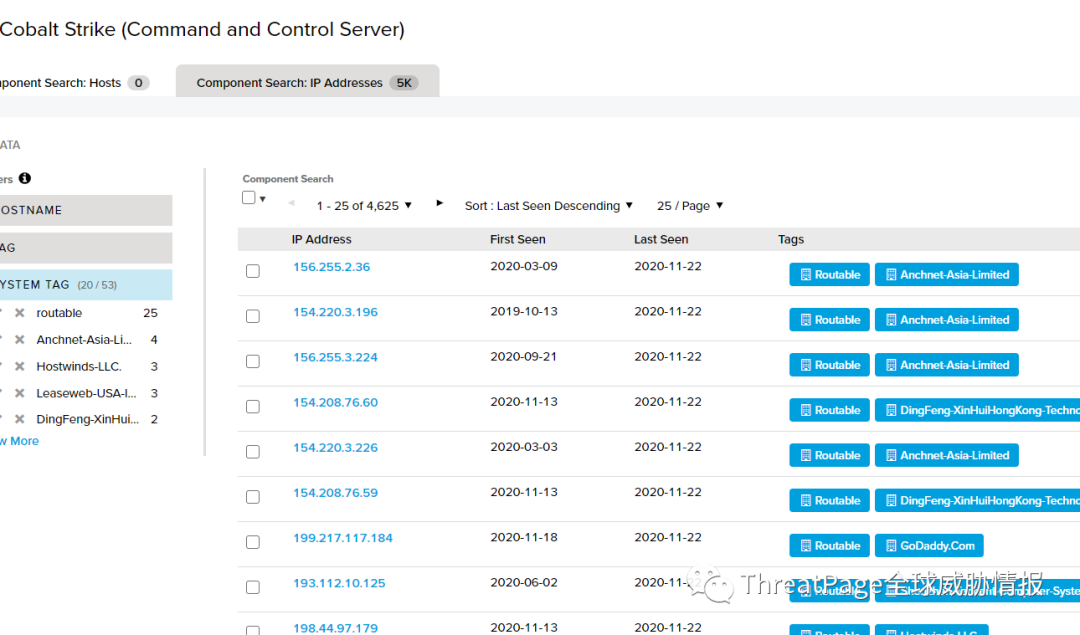 Cobalt Strike (Command and Control Server)
ponent Search: Hosts 0
Component Search: IP Addresses 5K
ATA
ers
Component Search
1 - 25 of 4,625
Sort : Last Seen Descending
25 / Page
OSTNAME
AG
YSTEM TAG (20 / 53)
routable 25
Anchnet-Asia-Li... 4
Hostwinds-LLC. 3
Leaseweb-USA-I... 3
DingFeng-XinHui... 2
w More
IP Address First Seen Last Seen Tags
156.255.2.36 2020-03-09 2020-11-22 Routable Anchnet-Asia-Limited
154.220.3.196 2019-10-13 2020-11-22 Routable Anchnet-Asia-Limited
156.255.3.224 2020-09-21 2020-11-22 Routable Anchnet-Asia-Limited
154.208.76.60 2020-11-13 2020-11-22 Routable DingFeng-XinHuiHongKong-Techno
154.220.3.226 2020-03-03 2020-11-22 Routable Anchnet-Asia-Limited
154.208.76.59 2020-11-13 2020-11-22 Routable DingFeng-XinHuiHongKong-Techno
199.217.117.184 2020-11-18 2020-11-22 Routable GoDaddy.Com
193.112.10.125 2020-06-02 2020-11-22 Routable
ThreatPage全球威胁情报
198.44.97.179 2020-11-13 2020-11-22 Routable Hostwinds-LLC.